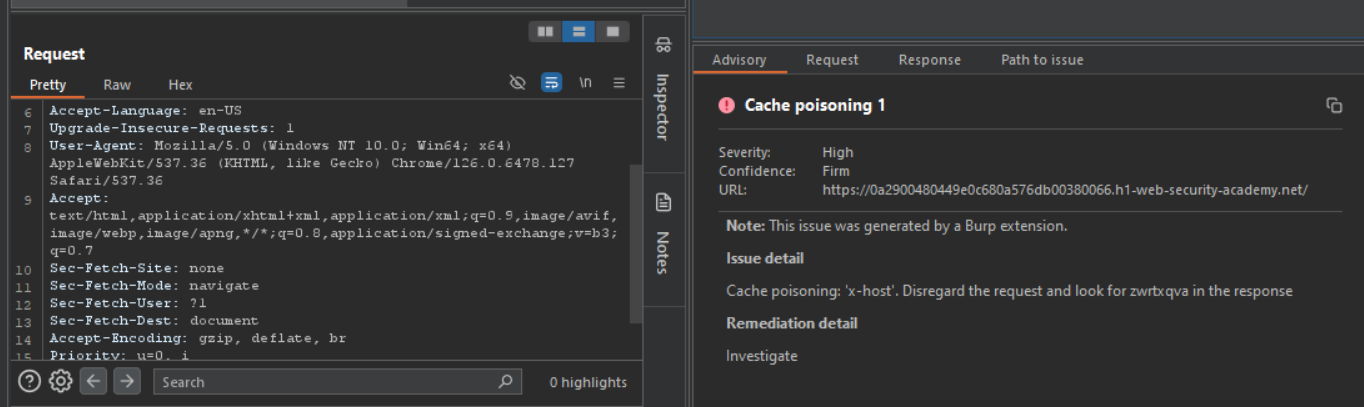 Request
Pretty Raw Hex
\n
6 Accept-Language: en-US
7 Upgrade-Insecure-Requests: 1
8 User-Agent: Mozilla/5.0 (Windows NT 10.0; Win64; x64)
AppleWebKit/537.36 (KHTML, like Gecko) Chrome/126.0.6478.127
Safari/537.36
9 Accept:
text/html,application/xhtml+xml,application/xml;q=0.9,image/avif,
image/webp,image/apng,*/*;q=0.8,application/signed-exchange;v=b3;
q=0.7
10 Sec-Fetch-Site: none
11 Sec-Fetch-Mode: navigate
12 Sec-Fetch-User: ?1
13 Sec-Fetch-Dest: document
14 Accept-Encoding: gzip, deflate, br
15 Priority: u=0, i
Search
0 highlights
Inspector
Notes
Advisory Request Response Path to issue
Cache poisoning 1
Severity: High
Confidence: Firm
URL: https://0a2900480449e0c680a576db00380066.h1-web-security-academy.net/
Note: This issue was generated by a Burp extension.
Issue detail
Cache poisoning: 'x-host'. Disregard the request and look for zwrtxqva in the response
Remediation detail
Investigate